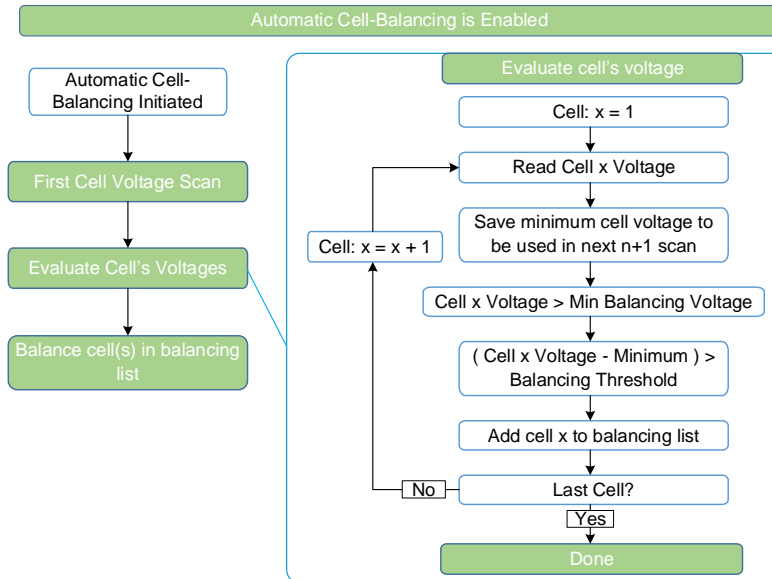 Automatic Cell-Balancing is Enabled
Automatic Cell-
Balancing Initiated
First Cell Voltage Scan
Evaluate Cell's Voltages
Balance cell(s) in balancing
list
Evaluate cell's voltage
Cell: x = 1
Read Cell x Voltage
Save minimum cell voltage to
be used in next n+1 scan
Cell: x = x + 1
Cell x Voltage > Min Balancing Voltage
( Cell x Voltage - Minimum ) >
Balancing Threshold
Add cell x to balancing list
Last Cell?
No
Yes
Done